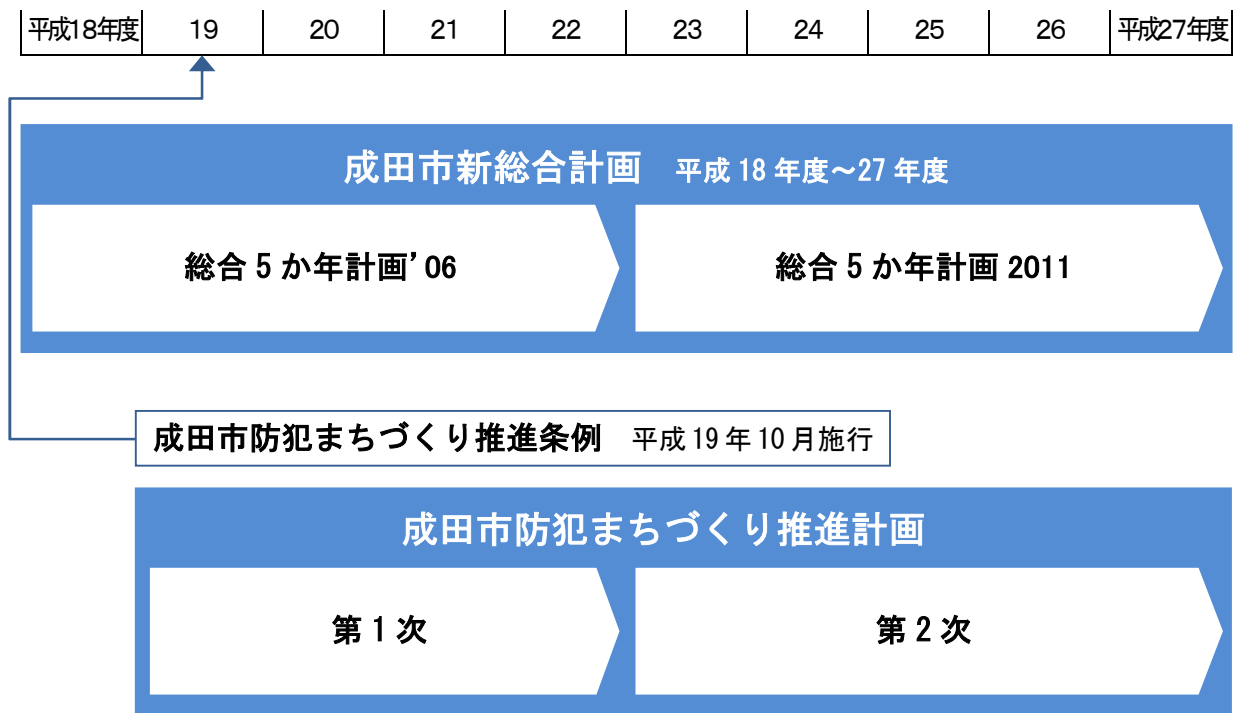 平成18年度 19 20 21 22 23 24 25 26 平成27年度
成田市新総合計画 平成18年度～27年度
総合5か年計画’06 総合5か年計画2011
成田市防犯まちづくり推進条例 平成19年10月施行
成田市防犯まちづくり推進計画
第1次 第2次